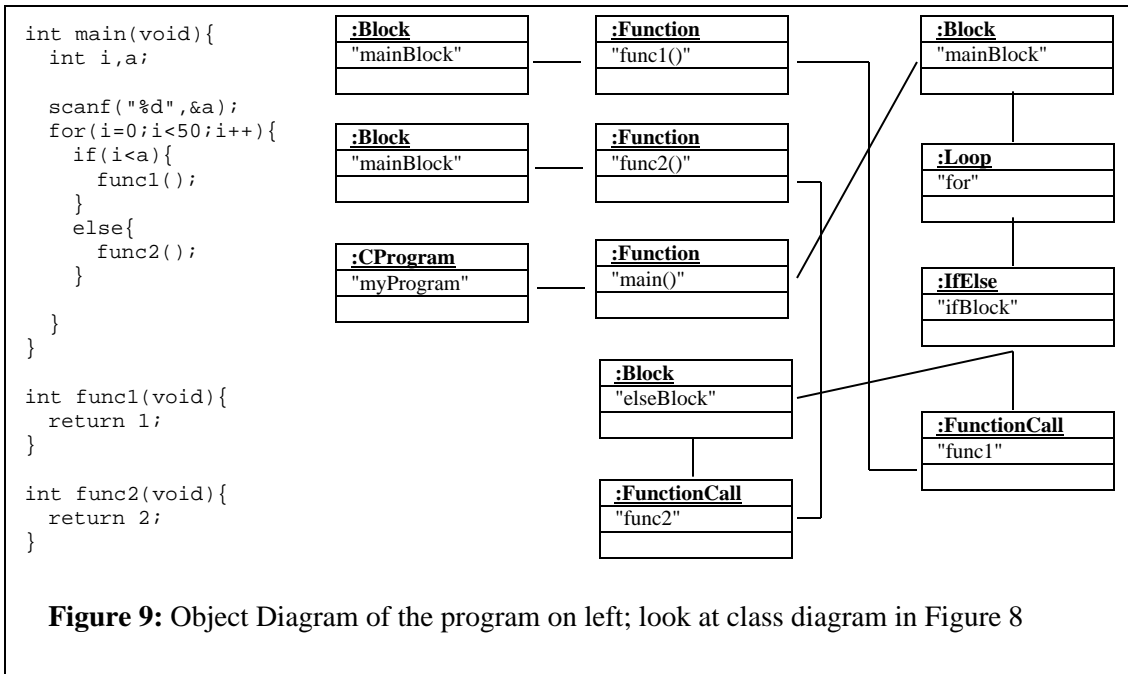 int main(void){
int i,a;
scanf("%d",&a);
for(i=0;i<50;i++){
if(i<a){
func1();
}
else{
func2();
}
}
}
int func1(void){
return 1;
}
int func2(void){
return 2;
}
:Block
"mainBlock"
:Function
"func1()"
:Block
"mainBlock"
:Block
"mainBlock"
:Function
"func2()"
:Loop
"for"
:CProgram
"myProgram"
:Function
"main()"
:IfElse
"ifBlock"
:Block
"elseBlock"
:FunctionCall
"func1"
:FunctionCall
"func2"
Figure 9: Object Diagram of the program on left; look at class diagram in Figure 8